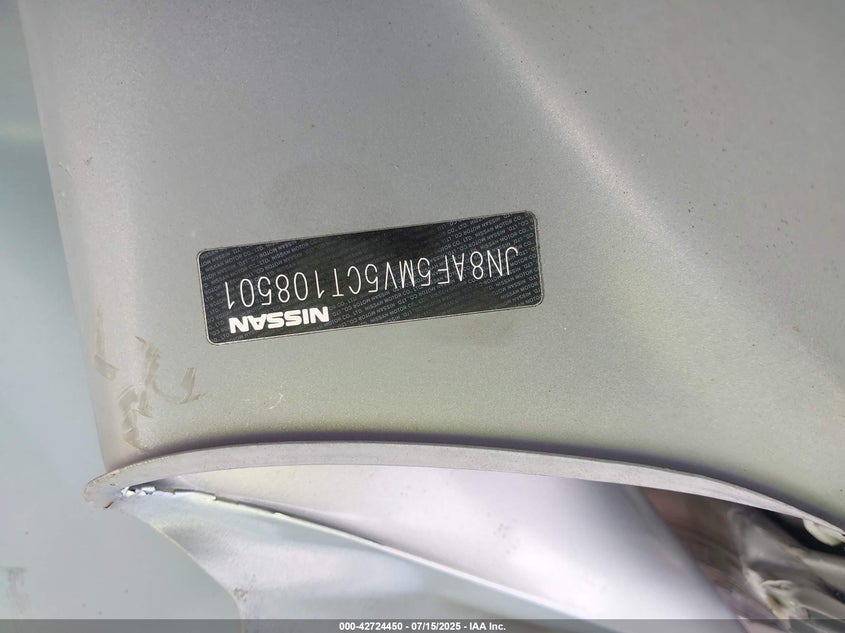 NISSAN
JN8AF5MV5CT108501
000-42724450 - 07/15/2025 - IAA Inc.